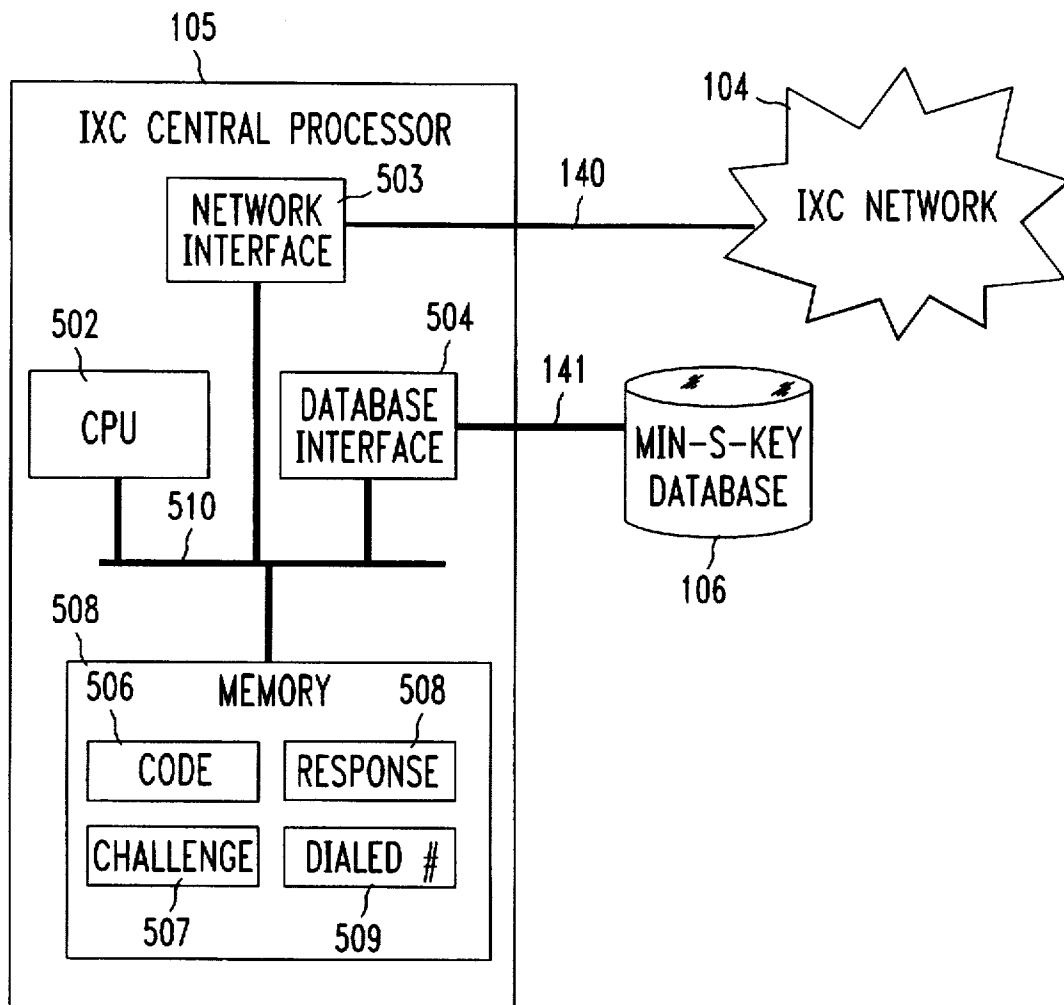 105
IXC CENTRAL PROCESSOR
104
503
NETWORK
INTERFACE
140
IXC NETWORK
502
CPU
504
DATABASE
INTERFACE
141
MIN-S-KEY
DATABASE
106
510
508
MEMORY
506
CODE
508
RESPONSE
CHALLENGE
507
DIALED #
509